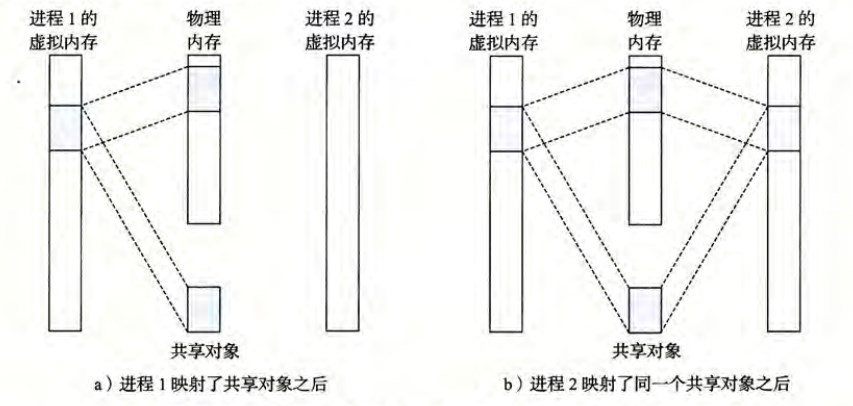 进程 1 的
虚拟内存
物理
内存
进程 2 的
虚拟内存
共享对象
a）进程 1 映射了共享对象之后
进程 1 的
虚拟内存
物理
内存
进程 2 的
虚拟内存
共享对象
b）进程 2 映射了同一个共享对象之后